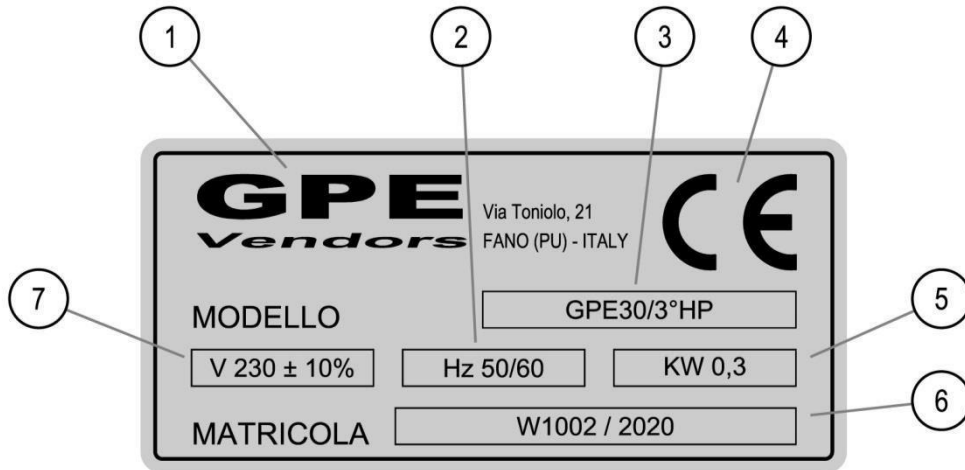 1 2 3 4
GPE
Vendors
Via Toniolo, 21
FANO (PU) - ITALY
CE
7 MODELLO GPE30/3°HP 5
V 230 ± 10% Hz 50/60 KW 0,3
MATRICOLA W1002 / 2020 6